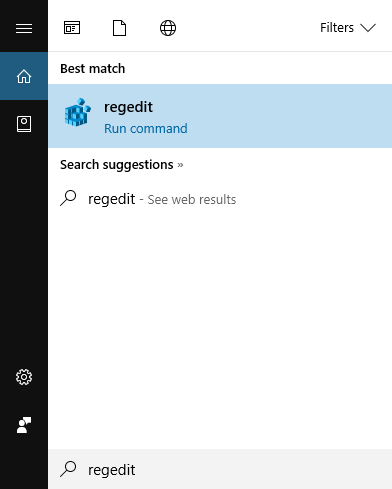 Filters
Best match
regedit
Run command
Search suggestions »
regedit - See web results
regedit